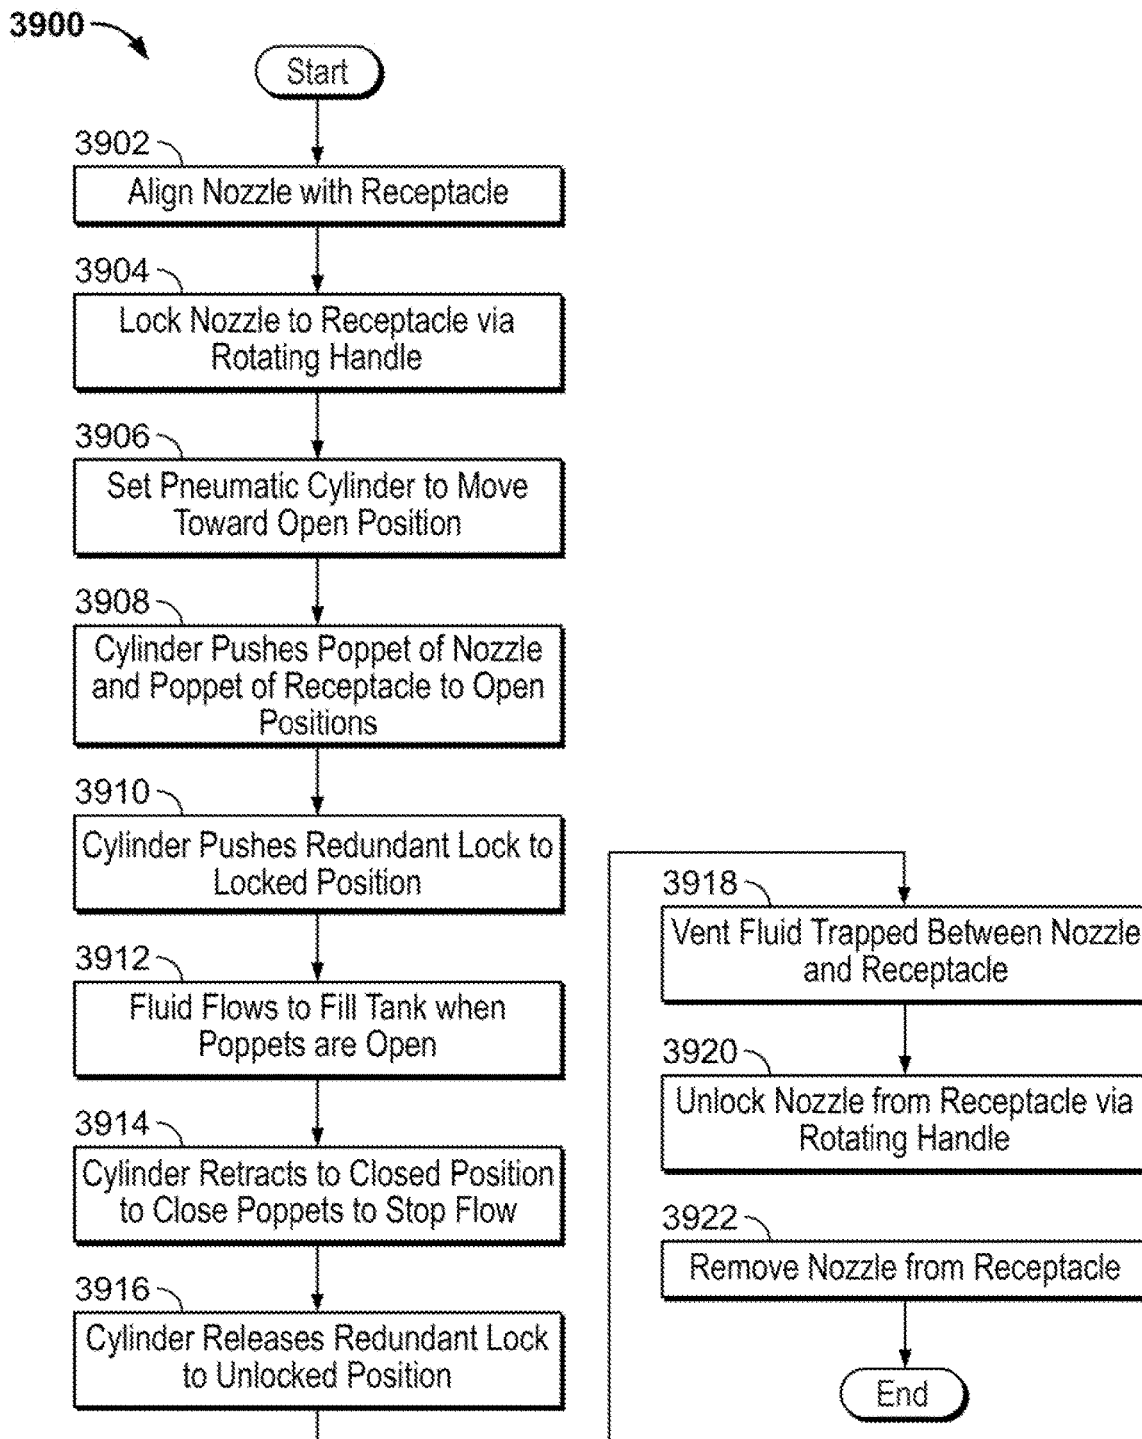 3900
Start
3902
Align Nozzle with Receptacle
3904
Lock Nozzle to Receptacle via
Rotating Handle
3906
Set Pneumatic Cylinder to Move
Toward Open Position
3908
Cylinder Pushes Poppet of Nozzle
and Poppet of Receptacle to Open
Positions
3910
Cylinder Pushes Redundant Lock to
Locked Position
3912
Fluid Flows to Fill Tank when
Poppets are Open
3914
Cylinder Retracts to Closed Position
to Close Poppets to Stop Flow
3916
Cylinder Releases Redundant Lock
to Unlocked Position
3918
Vent Fluid Trapped Between Nozzle
and Receptacle
3920
Unlock Nozzle from Receptacle via
Rotating Handle
3922
Remove Nozzle from Receptacle
End